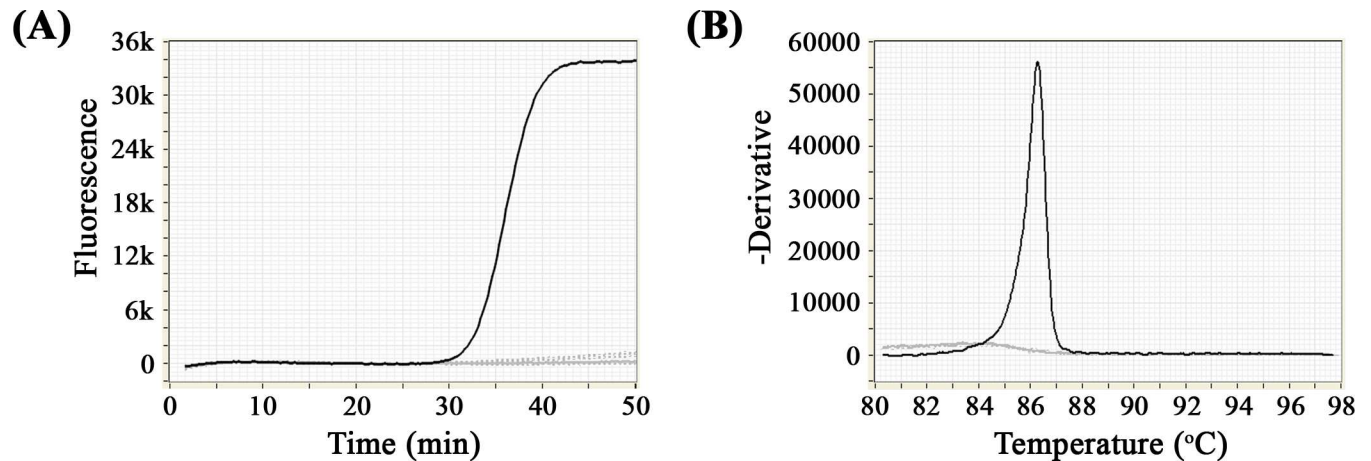 (A)
Fluorescence
36k
30k
24k
18k
12k
6k
0
0 10 20 30 40 50
Time (min)
(B)
-Derivative
60000
50000
40000
30000
20000
10000
0
80 82 84 86 88 90 92 94 96 98
Temperature (°C)